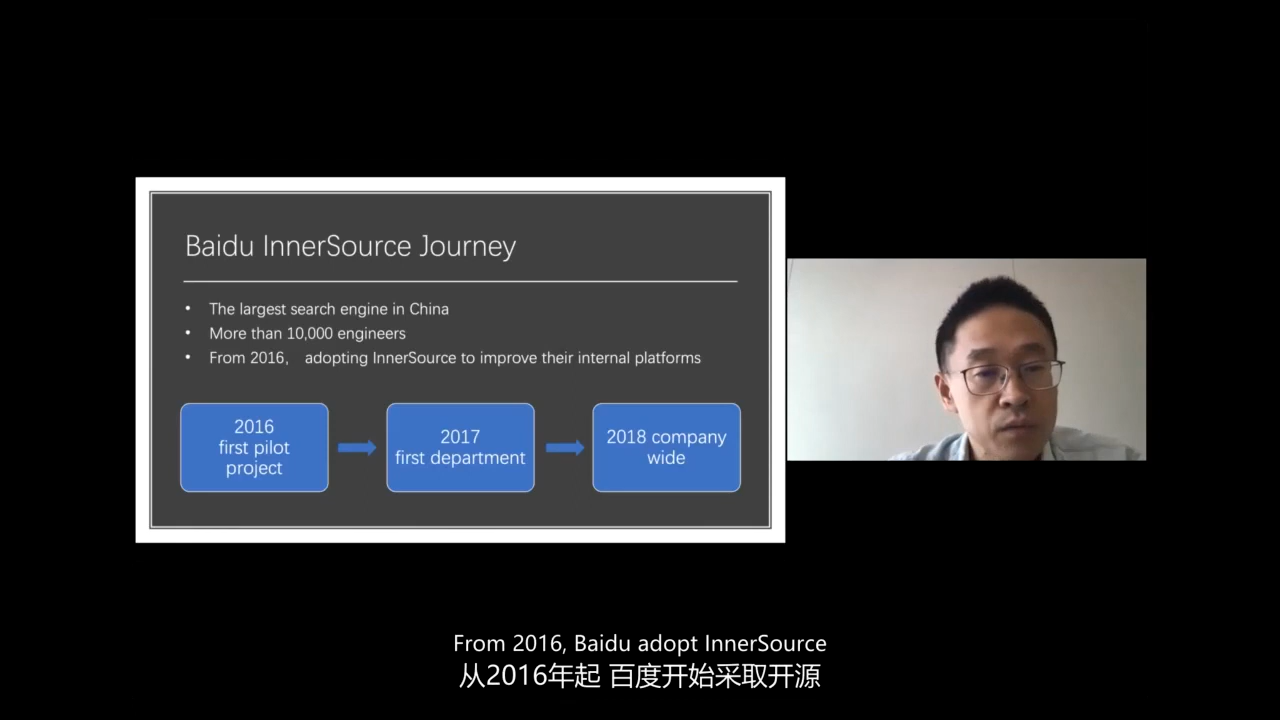 Baidu InnerSource Journey
• The largest search engine in China
• More than 10,000 engineers
• From 2016， adopting InnerSource to improve their internal platforms
2016
first pilot
project
2017
first department
2018 company
wide
From 2016, Baidu adopt InnerSource
从2016年起 百度开始采取开源